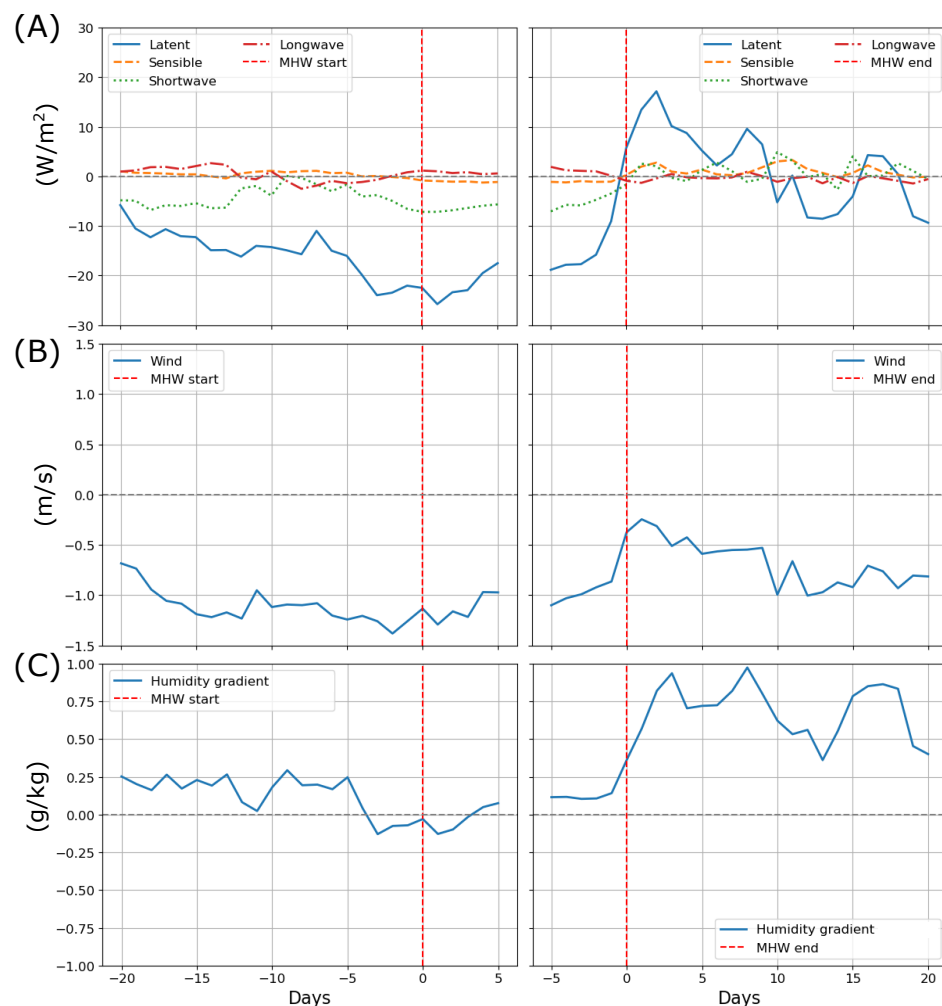 (A)
(W/m²)
30
20
10
0
−10
−20
−30
Latent
Sensible
Shortwave
Longwave
MHW start
Latent
Sensible
Shortwave
Longwave
MHW end
(B)
(m/s)
1.5
1.0
0.5
0.0
−0.5
−1.0
−1.5
Wind
MHW start
Wind
MHW end
(C)
(g/kg)
1.00
0.75
0.50
0.25
0.00
−0.25
−0.50
−0.75
−1.00
Humidity gradient
MHW start
Humidity gradient
MHW end
−20 −15 −10 −5 0 5
Days
−5 0 5 10 15 20
Days